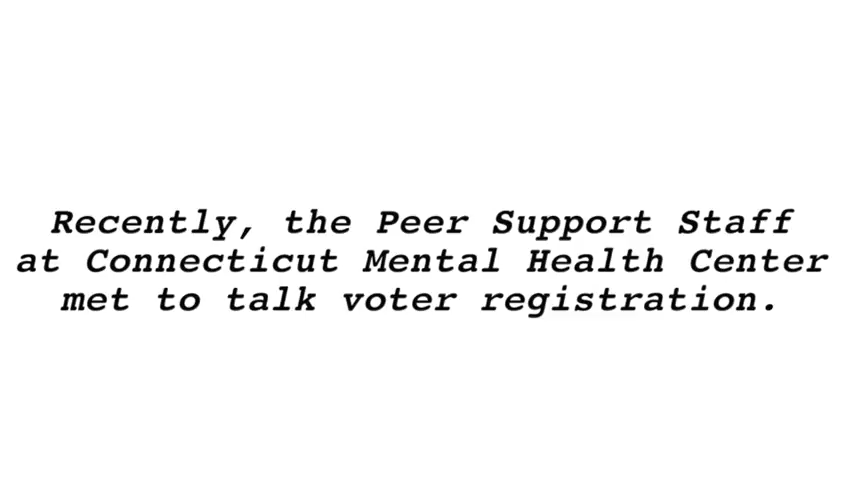 Recently, the Peer Support Staff
at Connecticut Mental Health Center
met to talk voter registration.